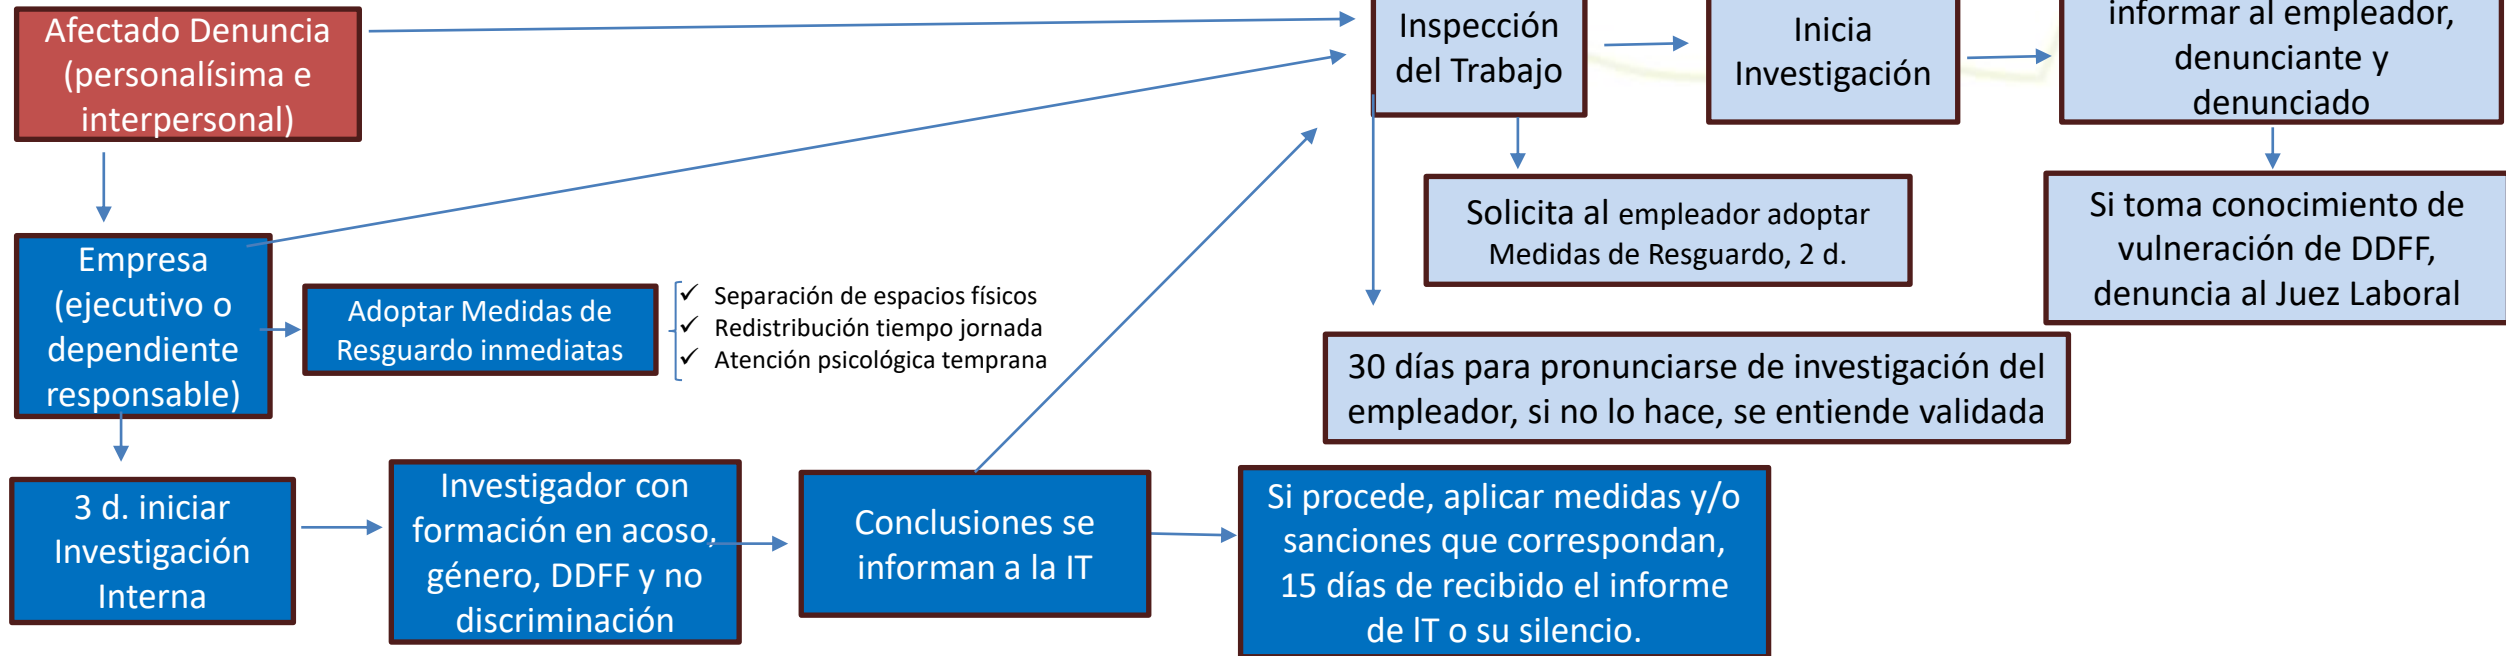 Afectado Denuncia
(personalísima e
interpersonal)
Inspección
del Trabajo
Inicia
Investigación
informar al empleador,
denunciante y
denunciado
Solicita al empleador adoptar
Medidas de Resguardo, 2 d.
Si toma conocimiento de
vulneración de DDFF,
denuncia al Juez Laboral
Empresa
(ejecutivo o
dependiente
responsable)
Adoptar Medidas de
Resguardo inmediatas
✓ Separación de espacios físicos
✓ Redistribución tiempo jornada
✓ Atención psicológica temprana
30 días para pronunciarse de investigación del
empleador, si no lo hace, se entiende validada
3 d. iniciar
Investigación
Interna
Investigador con
formación en acoso,
género, DDFF y no
discriminación
Conclusiones se
informan a la IT
Si procede, aplicar medidas y/o
sanciones que correspondan,
15 días de recibido el informe
de IT o su silencio.